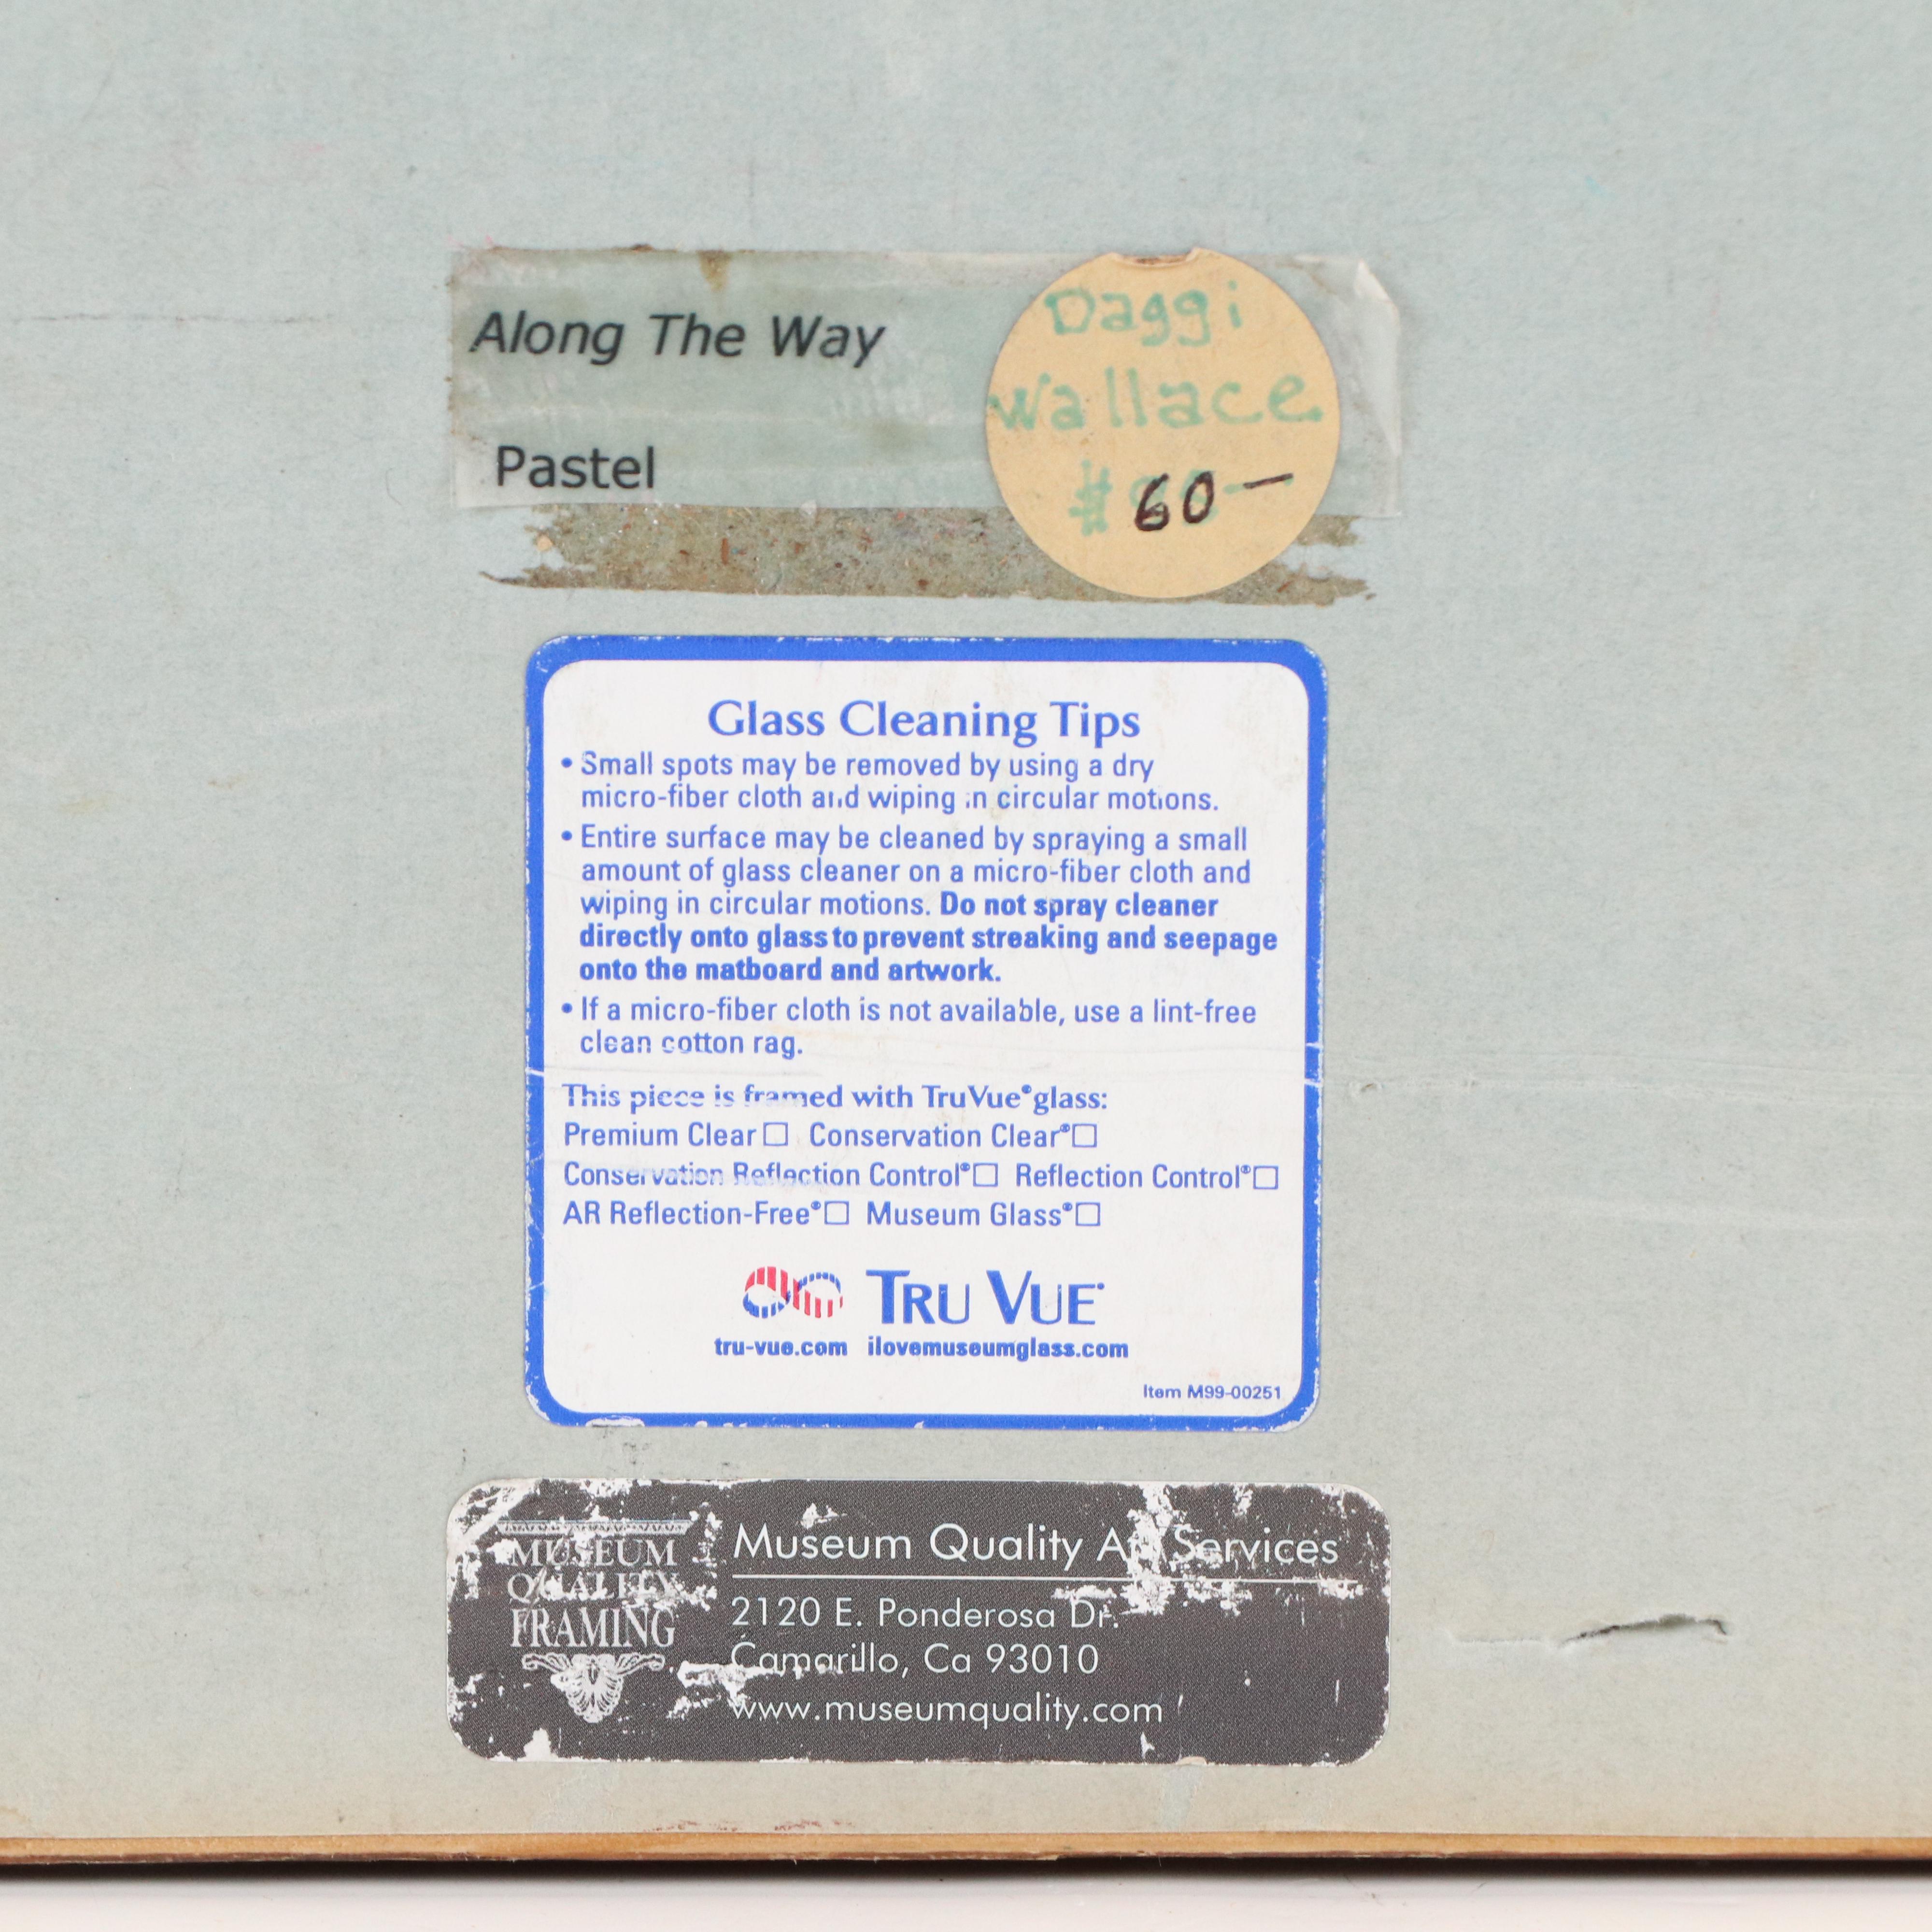 Along The Way
Pastel
Daggi
Wallace
#60—
Glass Cleaning Tips
• Small spots may be removed by using a dry
micro-fiber cloth and wiping in circular motions.
• Entire surface may be cleaned by spraying a small
amount of glass cleaner on a micro-fiber cloth and
wiping in circular motions. Do not spray cleaner
directly onto glass to prevent streaking and seepage
onto the matboard and artwork.
• If a micro-fiber cloth is not available, use a lint-free
clean cotton rag.
This piece is framed with TruVue® glass:
Premium Clear☐ Conservation Clear®☐
Conservation Reflection Control®☐ Reflection Control®☐
AR Reflection-Free®☐ Museum Glass®☐
TRU VUE®
tru-vue.com ilovemuseumglass.com
Item M99-00251
MUSEUM
QUALITY
FRAMING
Museum Quality Art Services
2120 E. Ponderosa Dr.
Camarillo, Ca 93010
www.museumquality.com